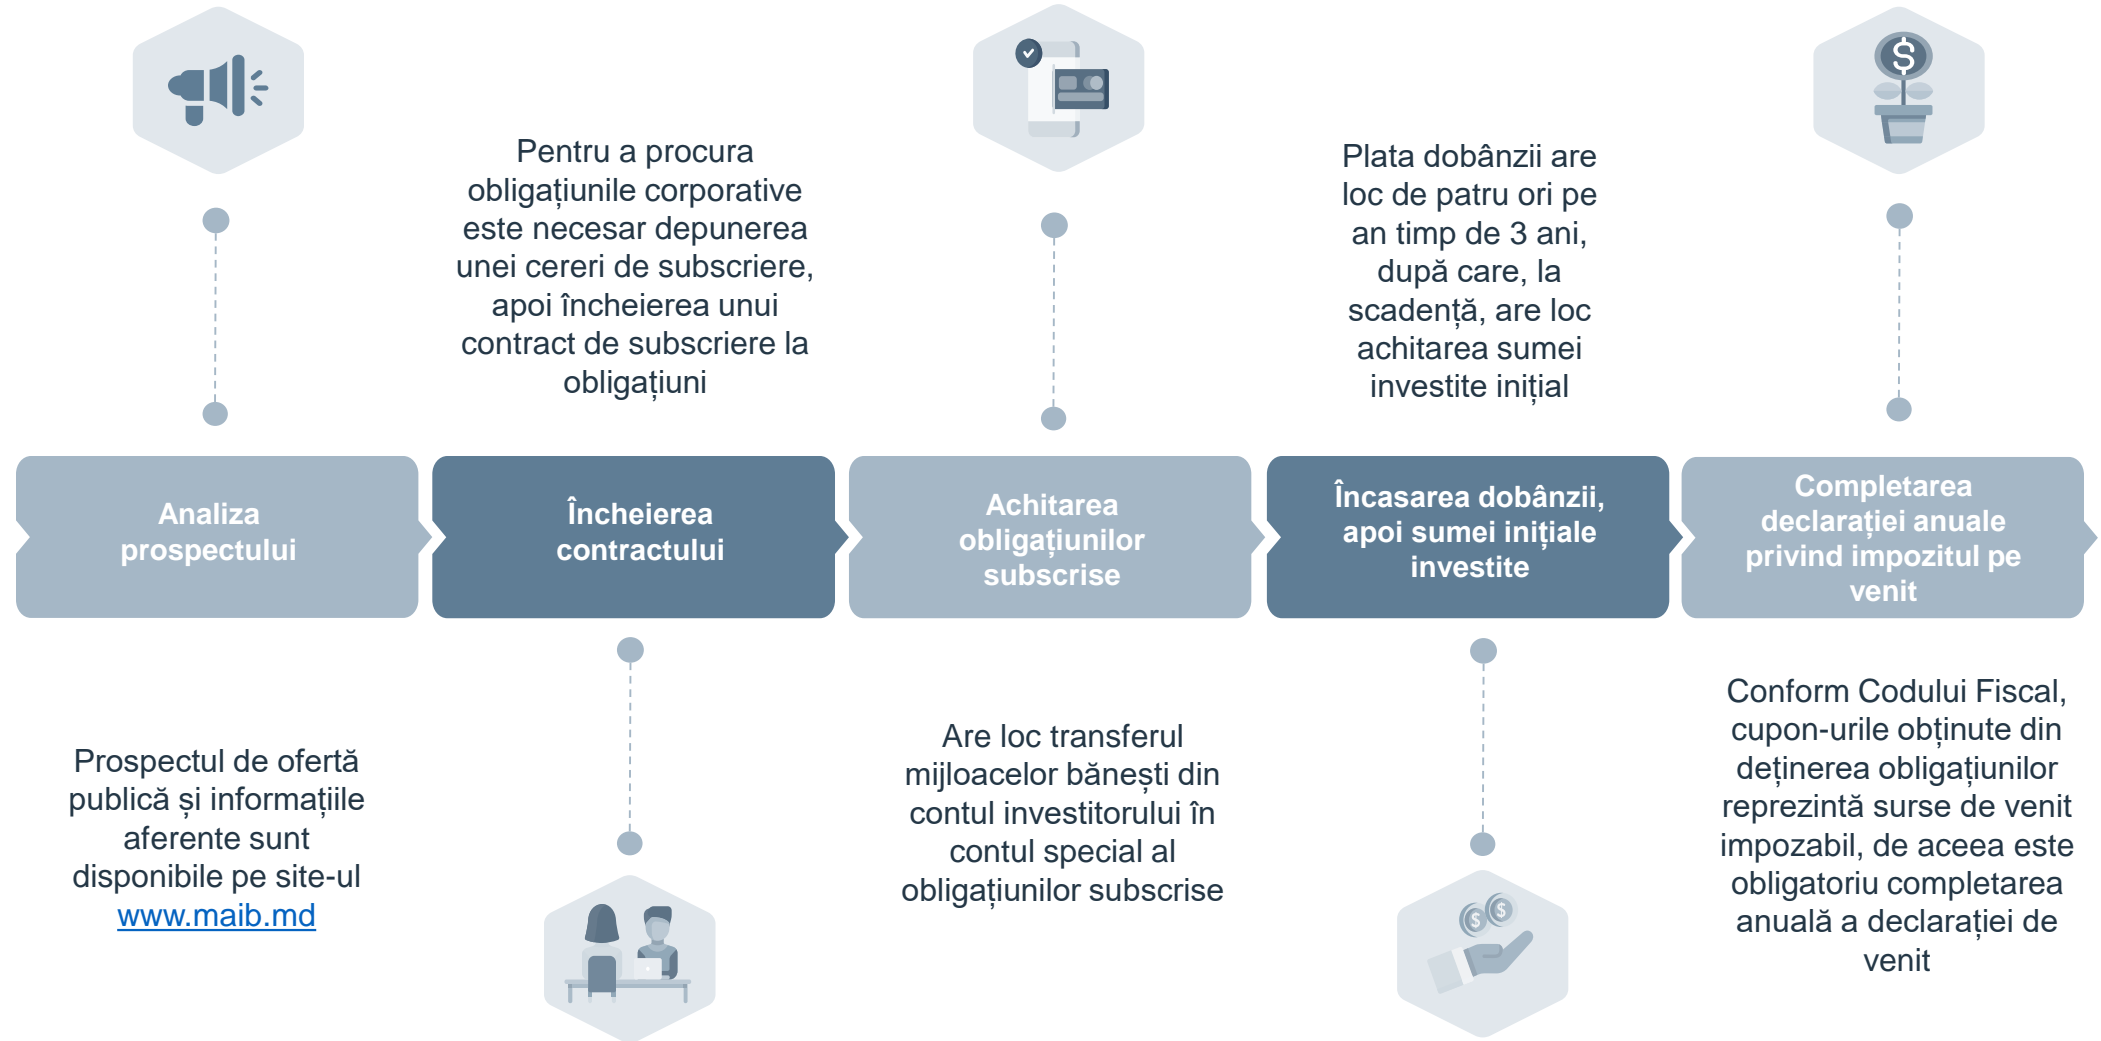 Pentru a procura
obligațiunile corporative
este necesar depunerea
unei cereri de subscriere,
apoi încheierea unui
contract de subscriere la
obligațiuni
Plata dobânzii are
loc de patru ori pe
an timp de 3 ani,
după care, la
scadență, are loc
achitarea sumei
investite inițial
Analiza
prospectului
Încheierea
contractului
Achitarea
obligațiunilor
subscrise
Încasarea dobânzii,
apoi sumei inițiale
investite
Completarea
declarației anuale
privind impozitul pe
venit
Prospectul de ofertă
publică și informațiile
aferente sunt
disponibile pe site-ul
www.maib.md
Are loc transferul
mijloacelor bănești din
contul investitorului în
contul special al
obligațiunilor subscrise
Conform Codului Fiscal,
cupon-urile obținute din
deținerea obligațiunilor
reprezintă surse de venit
impozabil, de aceea este
obligatoriu completarea
anuală a declarației de
venit